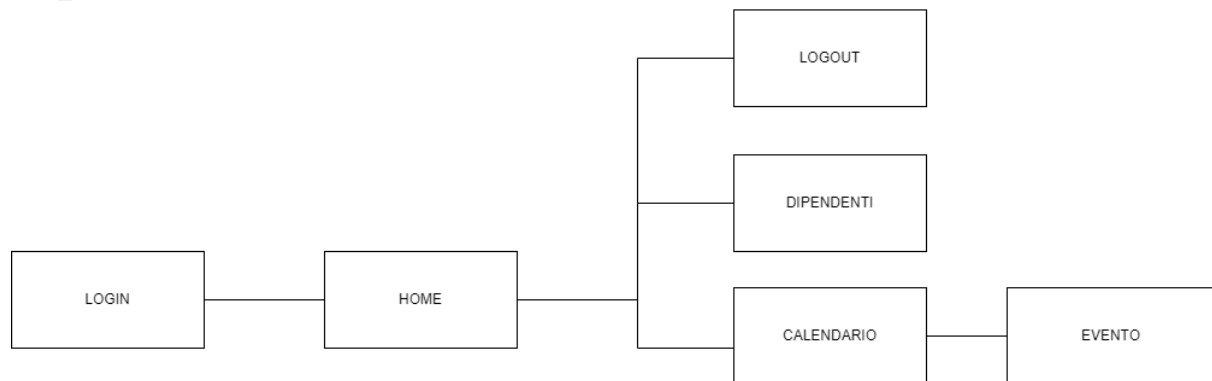 LOGOUT
DIPENDENTI
LOGIN
HOME
CALENDARIO
EVENTO